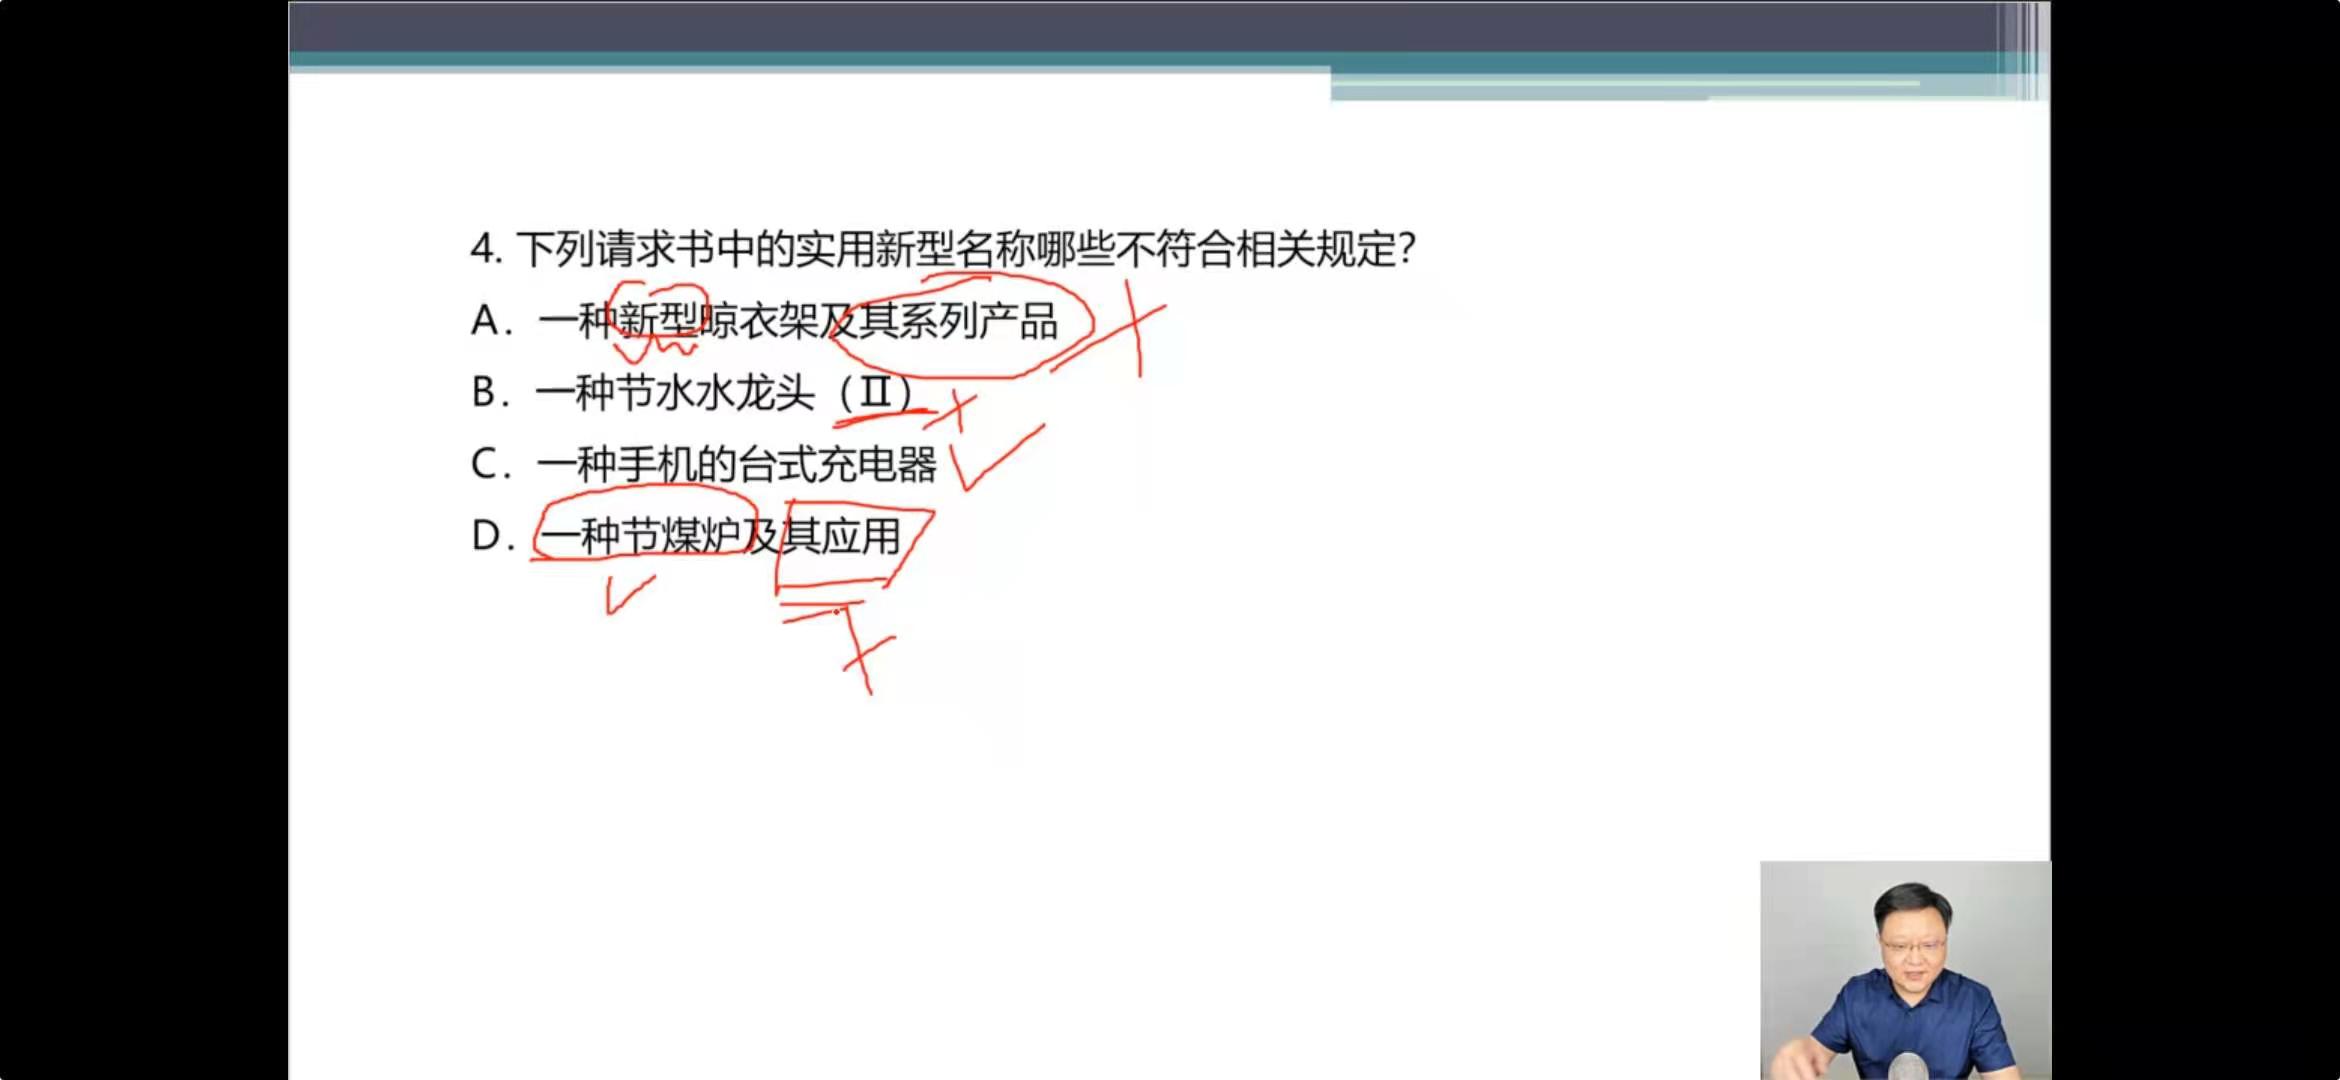 4. 下列请求书中的实用新型名称哪些不符合相关规定?
A. 一种新型晾衣架及其系列产品
B. 一种节水水龙头（Ⅱ）
C. 一种手机的台式充电器
D. 一种节煤炉及其应用